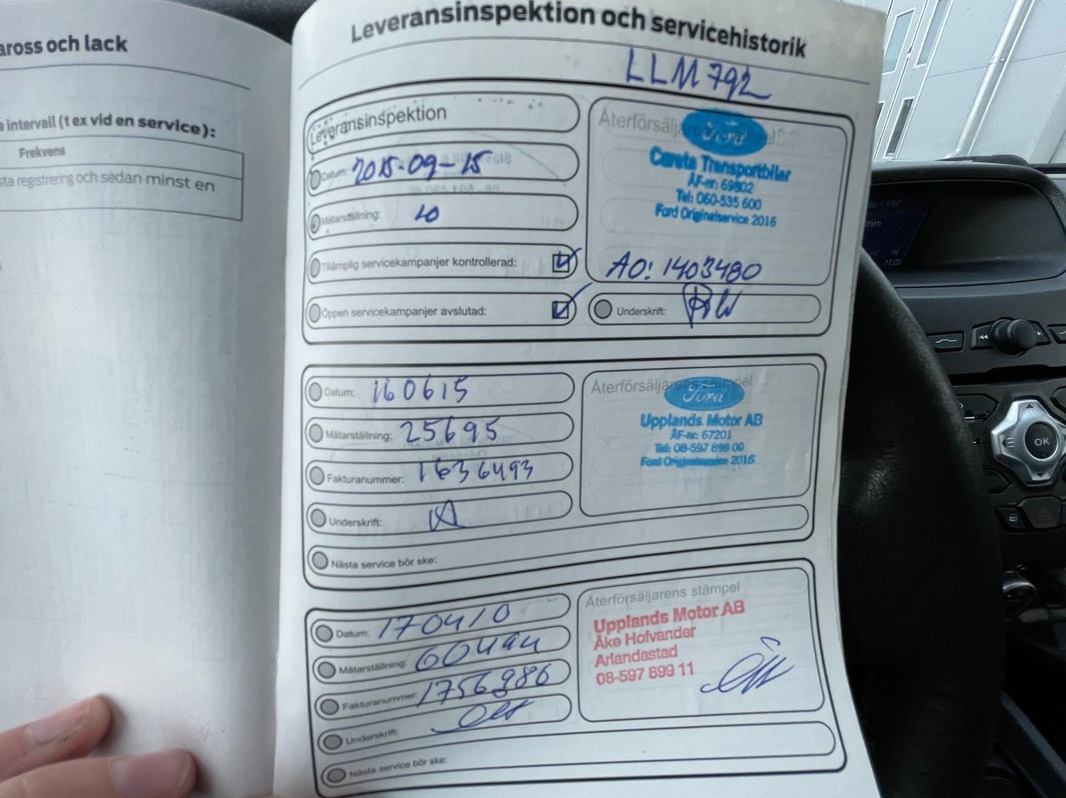 aross och lack
e intervall (t ex vid en service):
Frekvens
sta registrering och sedan minst en
Leveransinspektion och servicehistorik
LLM792
Leveransinspektion
Datum: 2015-09-15
Mätarställning: 10
Tillämplig servicekampanjer kontrollerad:
Öppen servicekampanjer avslutad:
Ford
Careta Transportbilar
ÅF-nr: 69802
Tel: 060-535 600
Ford Originalservice 2016
AO: 1403480
Underskrift:
Datum: 160615
Mätarställning: 25695
Fakturanummer: 1636493
Underskrift:
Nästa service bör ske:
Återförsäljarens stämpel
Ford
Upplands Motor AB
ÅF-nr: 67201
Tel: 08-597 899 00
Ford Originalservice 2016
Datum: 170410
Mätarställning:
Fakturanummer: 1756986
Underskrift:
Nästa service bör ske:
Återförsäljarens stämpel
Upplands Motor AB
Åke Hofvander
Arlandastad
08-597 899 11
OK